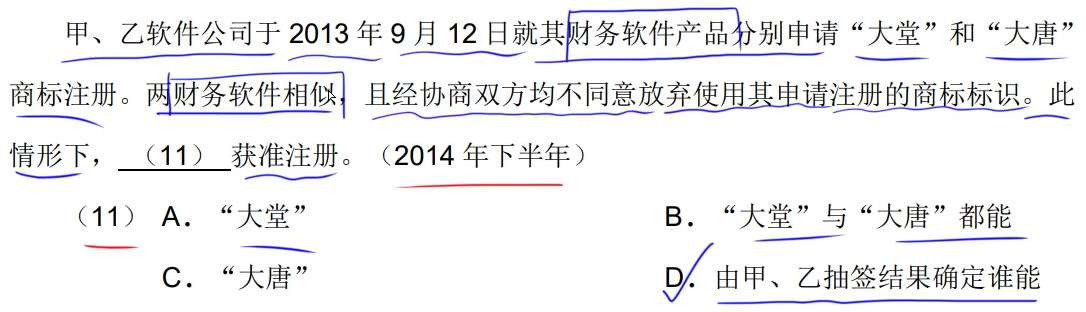 甲、乙软件公司于 2013 年 9 月 12 日就其财务软件产品分别申请“大堂”和“大唐”
商标注册。两财务软件相似，且经协商双方均不同意放弃使用其申请注册的商标标识。此
情形下，（11）获准注册。（2014 年下半年）
（11） A．“大堂” B．“大堂”与“大唐”都能
C．“大唐” D．由甲、乙抽签结果确定谁能